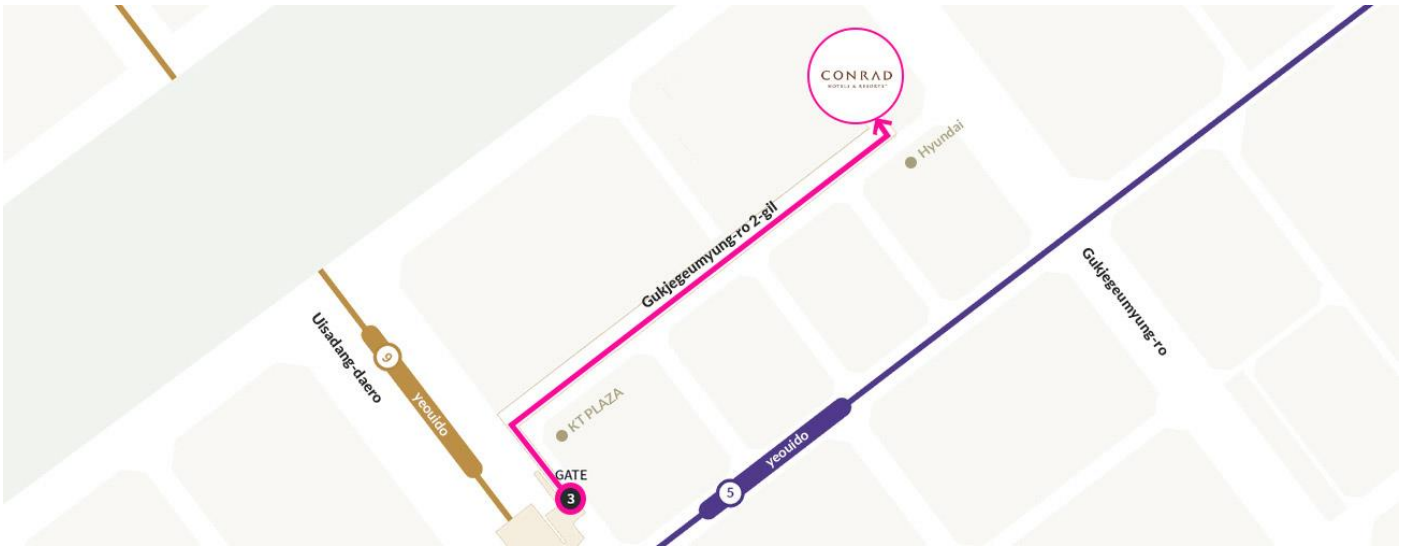 CONRAD
HOTELS & RESORTS
Hyundai
Gukjegeumyung-ro 2-gil
Gukjegeumyung-ro
Uisadang-daero
9
yeouido
KT PLAZA
yeouido
5
GATE
3